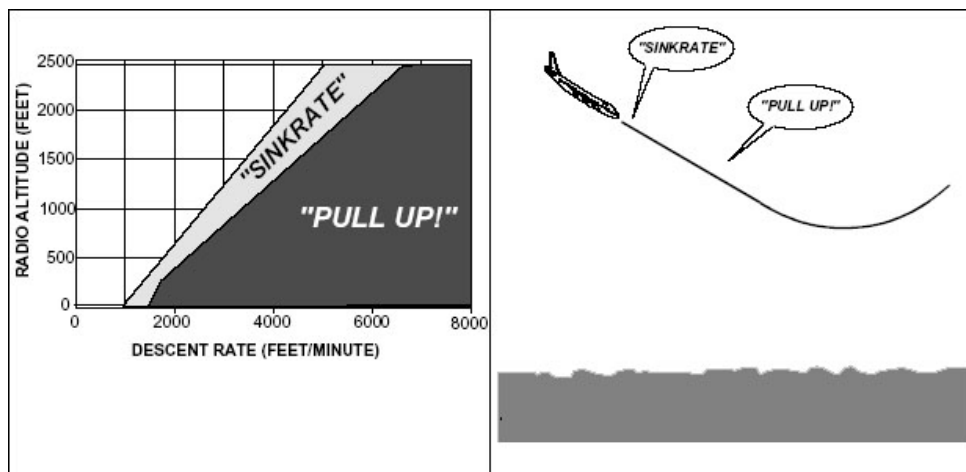 RADIO ALTITUDE (FEET)
2500
2000
1500
1000
500
0
"SINKRATE"
"PULL UP!"
0
2000
4000
6000
8000
DESCENT RATE (FEET/MINUTE)
"SINKRATE"
"PULL UP!"